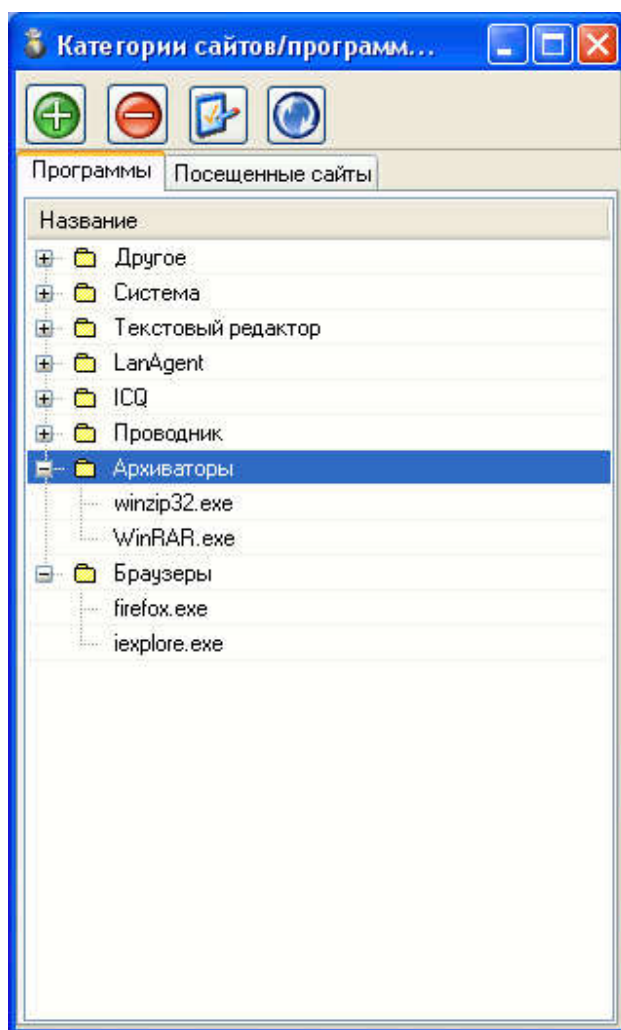 Категории сайтов/программ...
Программы Посещенные сайты
Название
Другое
Система
Текстовый редактор
LanAgent
ICQ
Проводник
Архиваторы
winzip32.exe
WinRAR.exe
Браузеры
firefox.exe
iexplore.exe